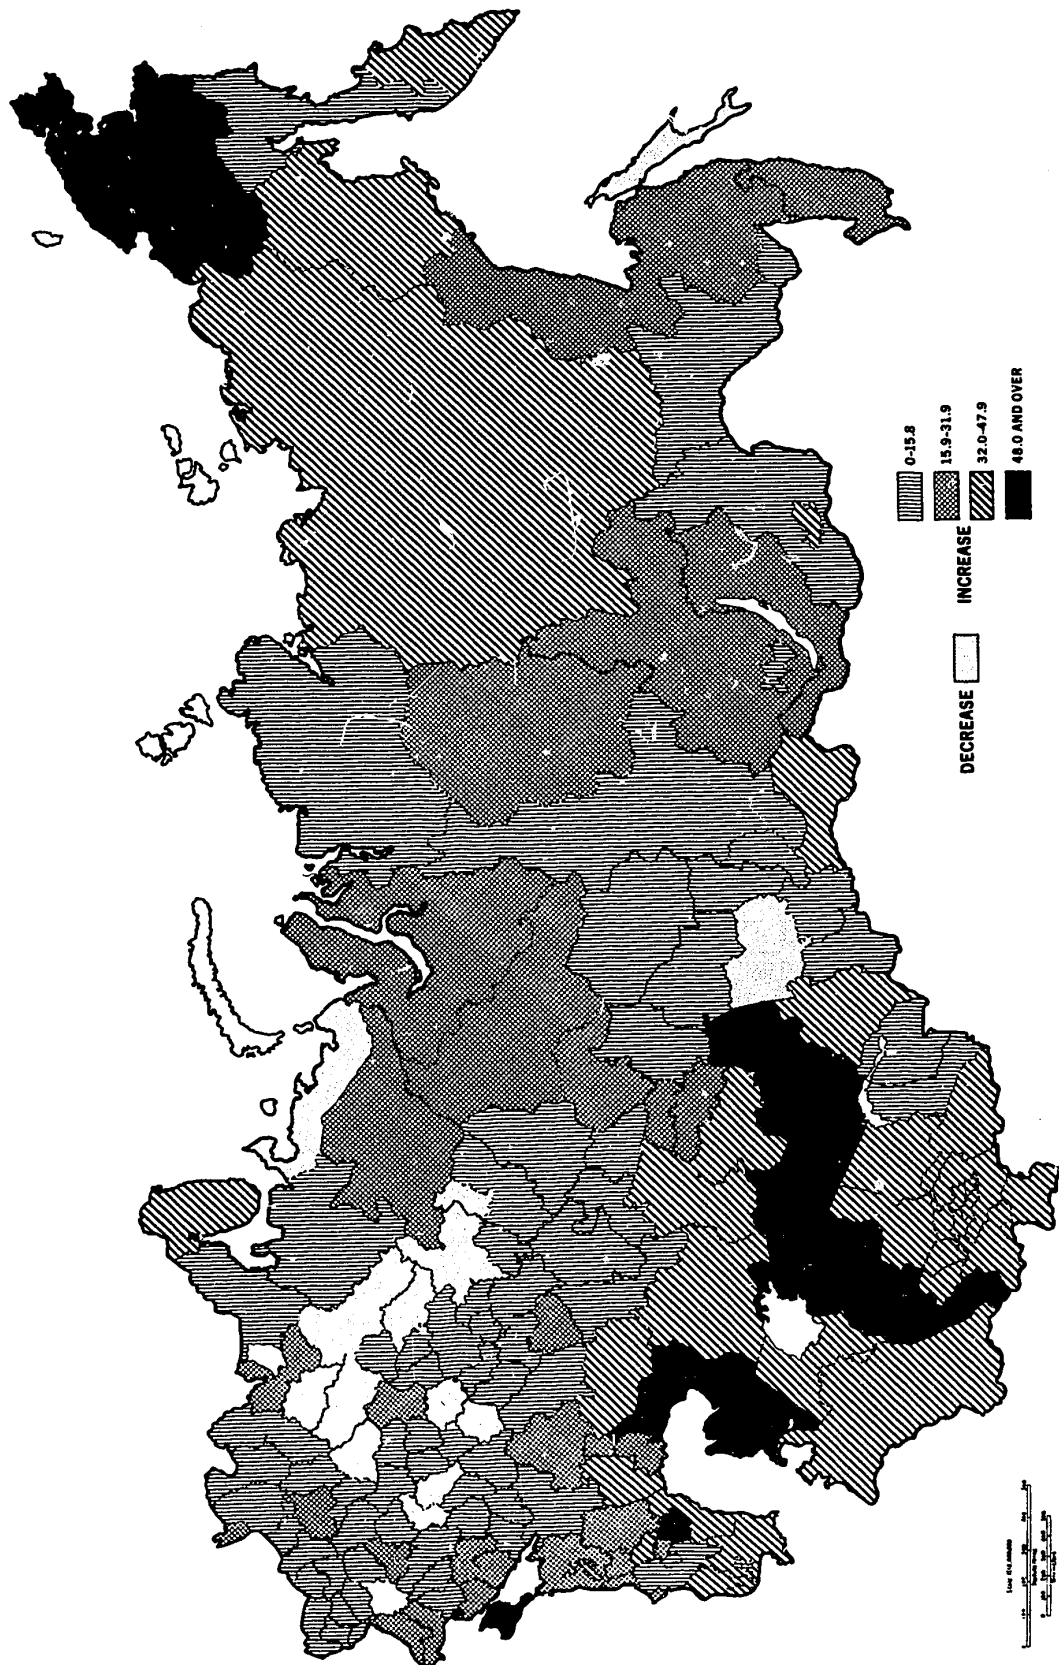 DECREASE
INCREASE
0-15.8
15.9-31.9
32.0-47.9
48.0 AND OVER